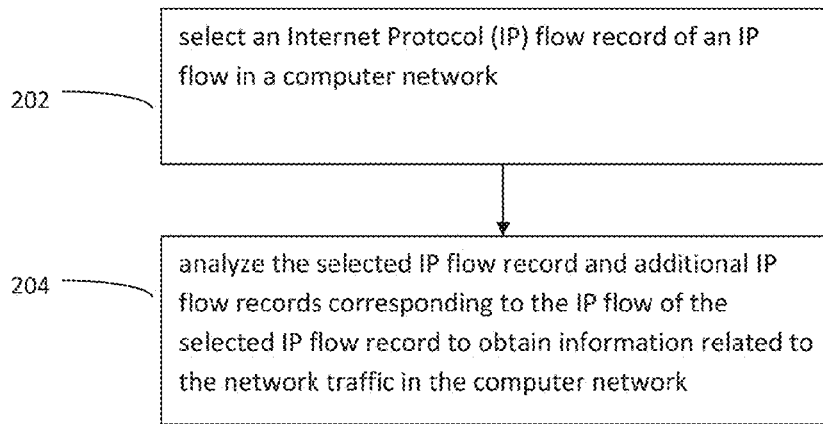 select an Internet Protocol (IP) flow record of an IP
flow in a computer network
202
analyze the selected IP flow record and additional IP
flow records corresponding to the IP flow of the
selected IP flow record to obtain information related to
the network traffic in the computer network
204